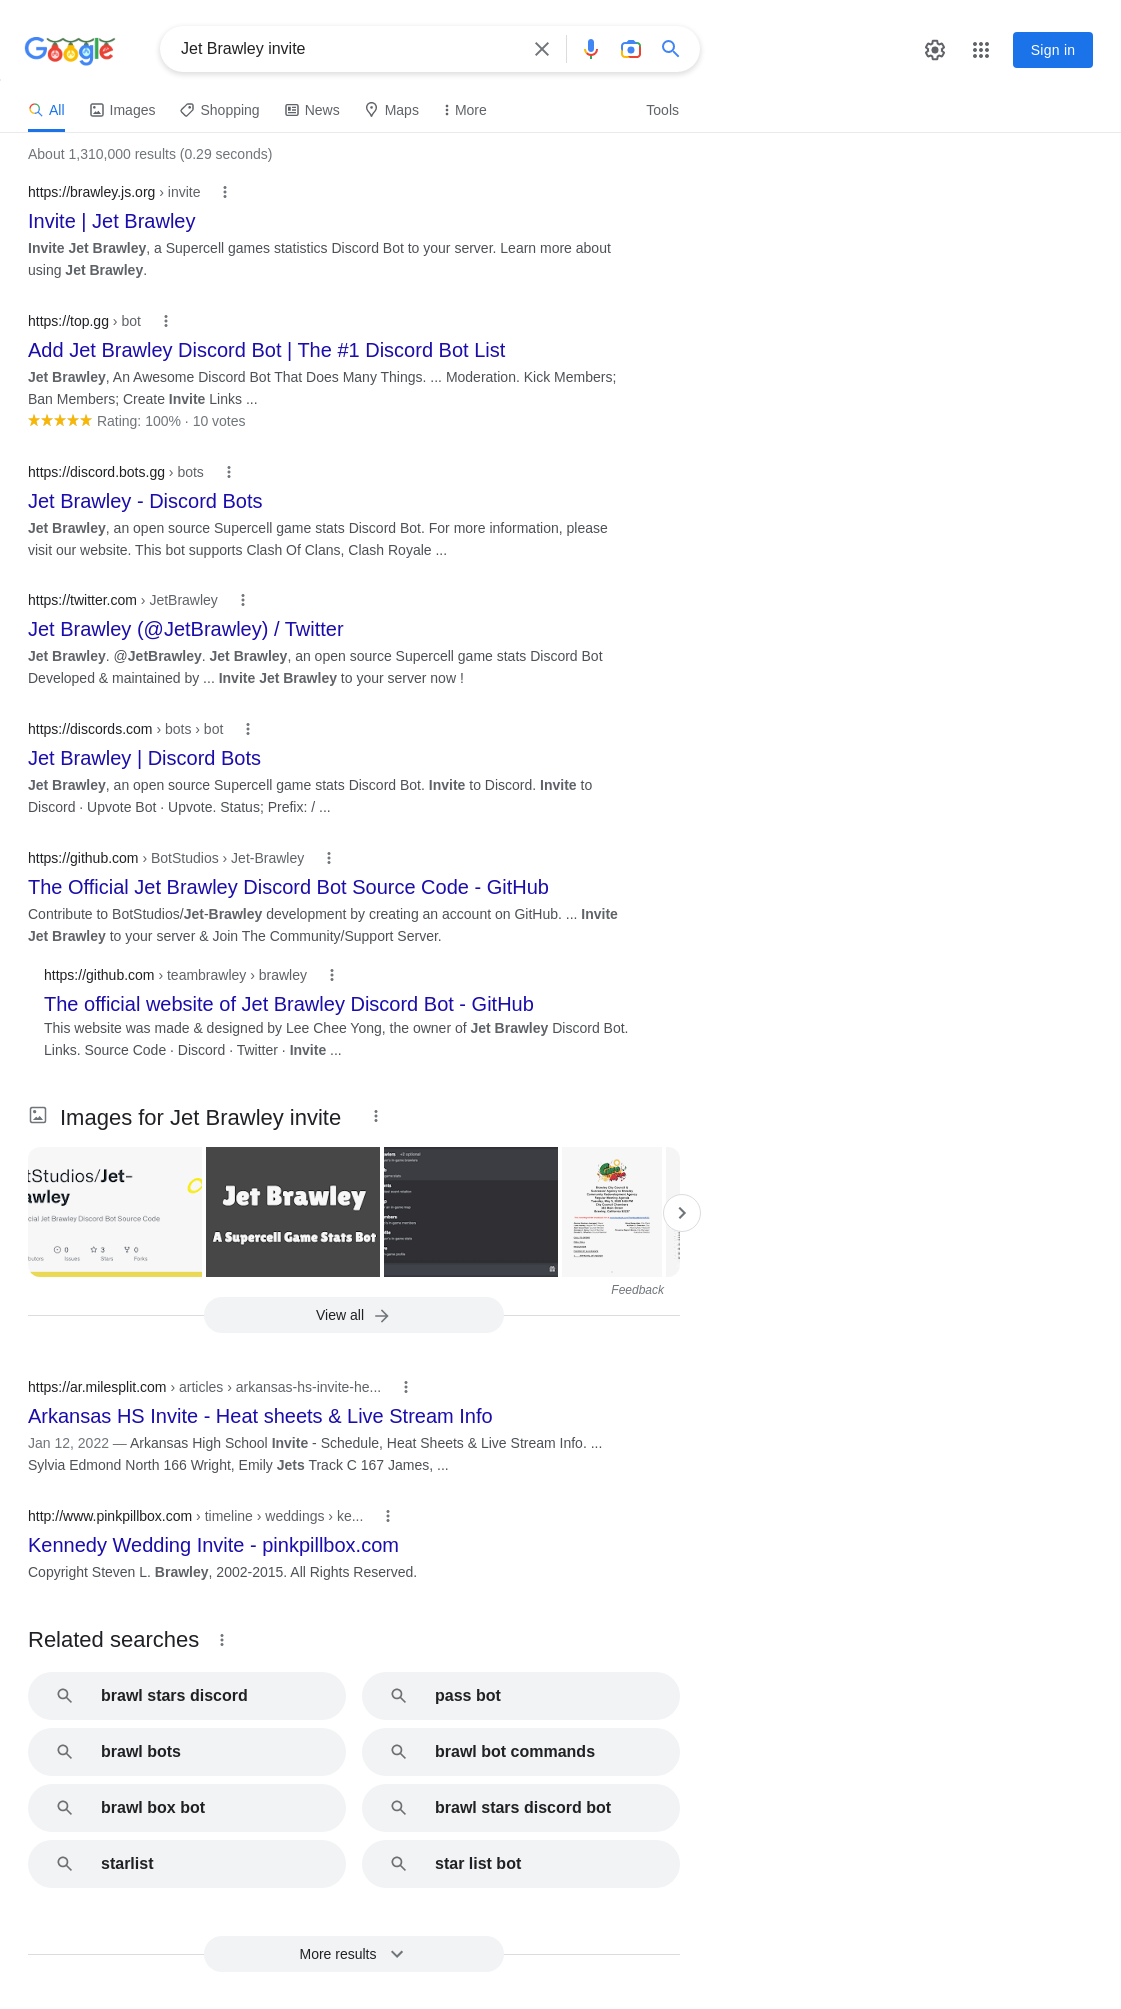 Google
Jet Brawley invite
Sign in
All
Images
Shopping
News
Maps
More
Tools
About 1,310,000 results (0.29 seconds)
https://brawley.js.org › invite
Invite | Jet Brawley
Invite Jet Brawley, a Supercell games statistics Discord Bot to your server. Learn more about
using Jet Brawley.
https://top.gg › bot
Add Jet Brawley Discord Bot | The #1 Discord Bot List
Jet Brawley, An Awesome Discord Bot That Does Many Things. ... Moderation. Kick Members;
Ban Members; Create Invite Links ...
Rating: 100% · 10 votes
https://discord.bots.gg › bots
Jet Brawley - Discord Bots
Jet Brawley, an open source Supercell game stats Discord Bot. For more information, please
visit our website. This bot supports Clash Of Clans, Clash Royale ...
https://twitter.com › JetBrawley
Jet Brawley (@JetBrawley) / Twitter
Jet Brawley. @JetBrawley. Jet Brawley, an open source Supercell game stats Discord Bot
Developed & maintained by ... Invite Jet Brawley to your server now !
https://discords.com › bots › bot
Jet Brawley | Discord Bots
Jet Brawley, an open source Supercell game stats Discord Bot. Invite to Discord. Invite to
Discord · Upvote Bot · Upvote. Status; Prefix: / ...
https://github.com › BotStudios › Jet-Brawley
The Official Jet Brawley Discord Bot Source Code - GitHub
Contribute to BotStudios/Jet-Brawley development by creating an account on GitHub. ... Invite
Jet Brawley to your server & Join The Community/Support Server.
https://github.com › teambrawley › brawley
The official website of Jet Brawley Discord Bot - GitHub
This website was made & designed by Lee Chee Yong, the owner of Jet Brawley Discord Bot.
Links. Source Code · Discord · Twitter · Invite ...
Images for Jet Brawley invite
tStudios/Jet-
awley
cial Jet Brawley Discord Bot Source Code
0
3
0
Issues
Stars
Forks
Jet Brawley
A Supercell Game Stats Bot
Feedback
View all
https://ar.milesplit.com › articles › arkansas-hs-invite-he...
Arkansas HS Invite - Heat sheets & Live Stream Info
Jan 12, 2022 — Arkansas High School Invite - Schedule, Heat Sheets & Live Stream Info. ...
Sylvia Edmond North 166 Wright, Emily Jets Track C 167 James, ...
http://www.pinkpillbox.com › timeline › weddings › ke...
Kennedy Wedding Invite - pinkpillbox.com
Copyright Steven L. Brawley, 2002-2015. All Rights Reserved.
Related searches
brawl stars discord
pass bot
brawl bots
brawl bot commands
brawl box bot
brawl stars discord bot
starlist
star list bot
More results